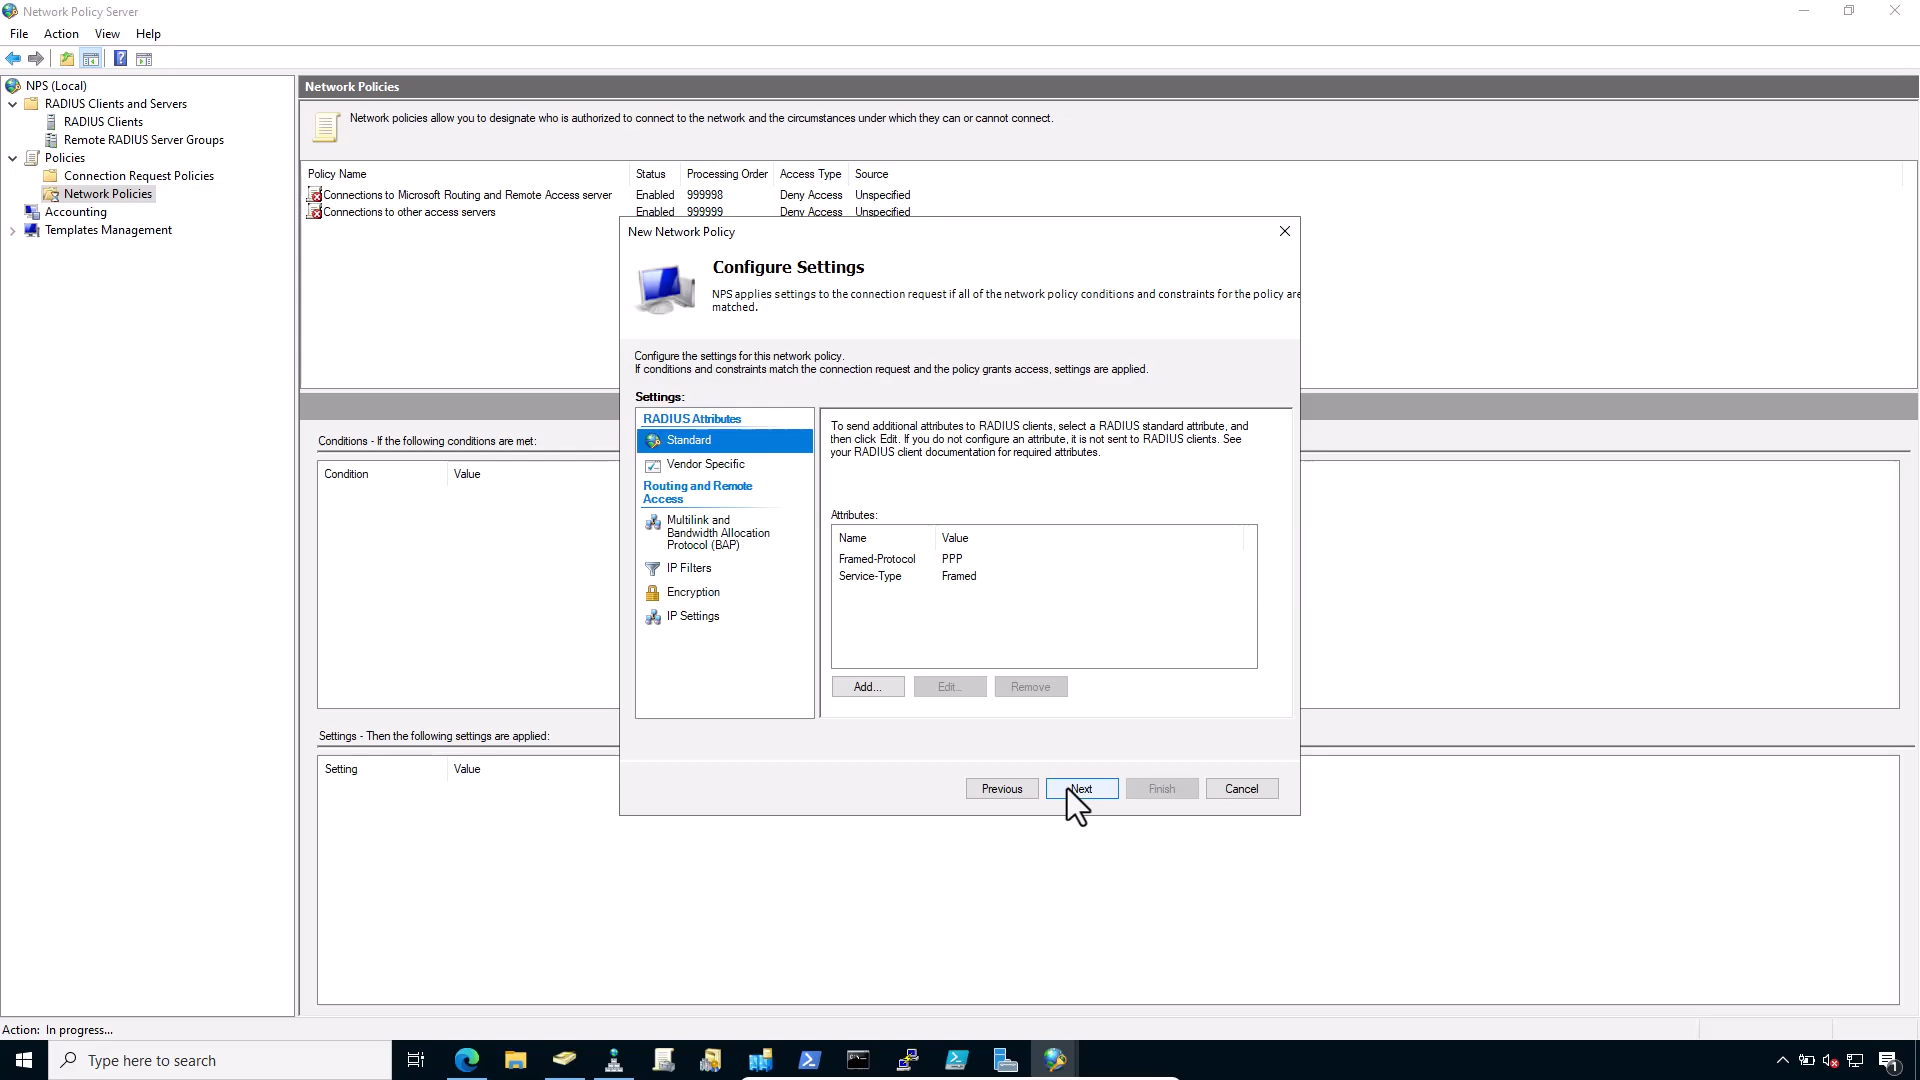 Network Policy Server
File Action View Help
NPS (Local)
RADIUS Clients and Servers
RADIUS Clients
Remote RADIUS Server Groups
Policies
Connection Request Policies
Network Policies
Accounting
Templates Management
Network Policies
Network policies allow you to designate who is authorized to connect to the network and the circumstances under which they can or cannot connect.
Policy Name Status Processing Order Access Type Source
Connections to Microsoft Routing and Remote Access server Enabled 999998 Deny Access Unspecified
Connections to other access servers Enabled 999999 Deny Access Unspecified
Conditions - If the following conditions are met:
Condition Value
Settings - Then the following settings are applied:
Setting Value
New Network Policy
Configure Settings
NPS applies settings to the connection request if all of the network policy conditions and constraints for the policy are
matched.
Configure the settings for this network policy.
If conditions and constraints match the connection request and the policy grants access, settings are applied.
Settings:
RADIUS Attributes
Standard
Vendor Specific
Routing and Remote
Access
Multilink and
Bandwidth Allocation
Protocol (BAP)
IP Filters
Encryption
IP Settings
To send additional attributes to RADIUS clients, select a RADIUS standard attribute, and
then click Edit. If you do not configure an attribute, it is not sent to RADIUS clients. See
your RADIUS client documentation for required attributes.
Attributes:
Name Value
Framed-Protocol PPP
Service-Type Framed
Add... Edit... Remove
Previous Next Finish Cancel
Action: In progress...
Type here to search
1